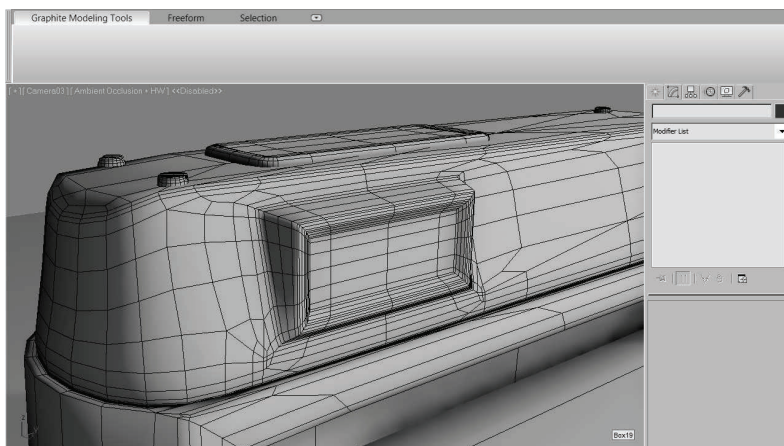 Graphite Modeling Tools Freeform Selection
[ + ] [ Camera03 ] [ Ambient Occlusion + HW ] <<Disabled>>
Modifier List
Box19
z